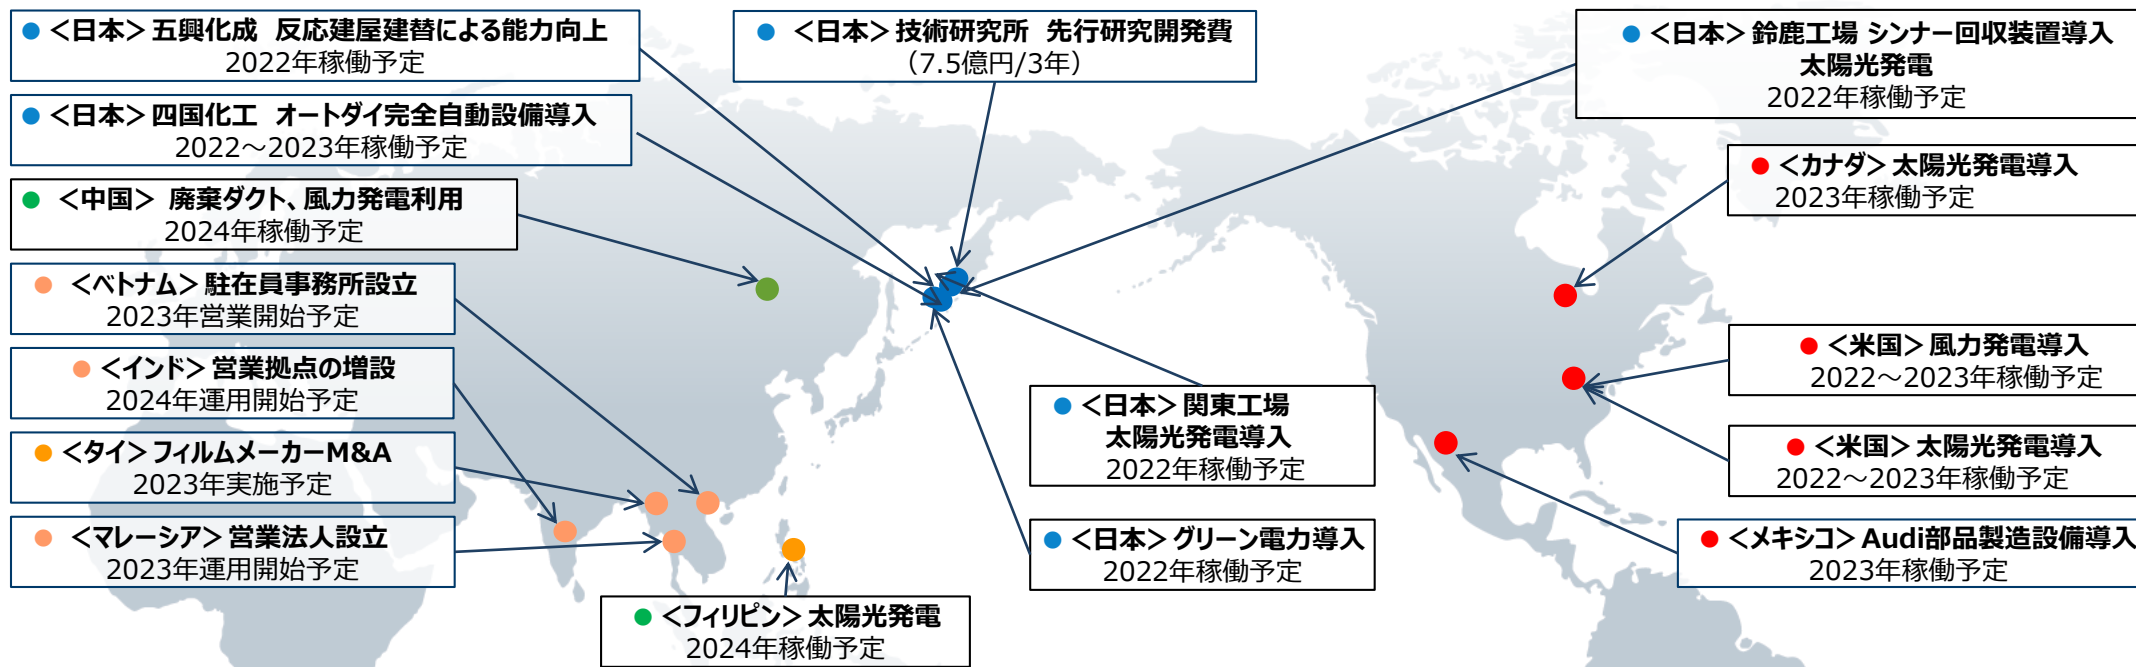 ● <日本> 五興化成 反応建屋建替による能力向上
2022年稼働予定
● <日本> 四国化工 オートダイ完全自動設備導入
2022～2023年稼働予定
● <中国> 廃棄ダクト、風力発電利用
2024年稼働予定
● <ベトナム> 駐在員事務所設立
2023年営業開始予定
● <インド> 営業拠点の増設
2024年運用開始予定
● <タイ> フィルムメーカーM&A
2023年実施予定
● <マレーシア> 営業法人設立
2023年運用開始予定
● <フィリピン> 太陽光発電
2024年稼働予定
● <日本> 技術研究所 先行研究開発費
（7.5億円/3年）
● <日本> 関東工場
太陽光発電導入
2022年稼働予定
● <日本> グリーン電力導入
2022年稼働予定
● <日本> 鈴鹿工場 シンナー回収装置導入
太陽光発電
2022年稼働予定
● <カナダ> 太陽光発電導入
2023年稼働予定
● <米国> 風力発電導入
2022～2023年稼働予定
● <米国> 太陽光発電導入
2022～2023年稼働予定
● <メキシコ> Audi部品製造設備導入
2023年稼働予定